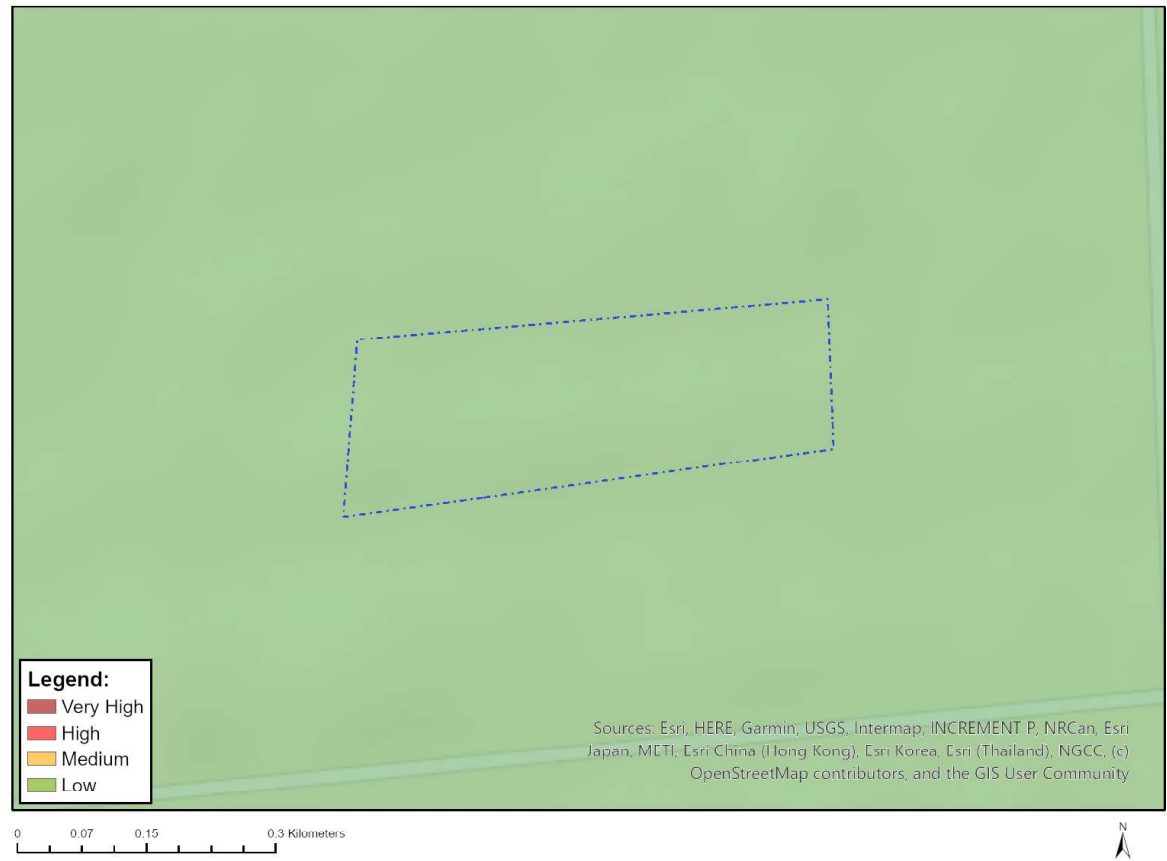 Legend:
Very High
High
Medium
Low
Sources: Esri, HERE, Garmin, USGS, Intermap, INCREMENT P, NRCan, Esri
Japan, METI, Esri China (Hong Kong), Esri Korea, Esri (Thailand), NGCC, (c)
OpenStreetMap contributors, and the GIS User Community
0 0.07 0.15 0.3 Kilometers
N